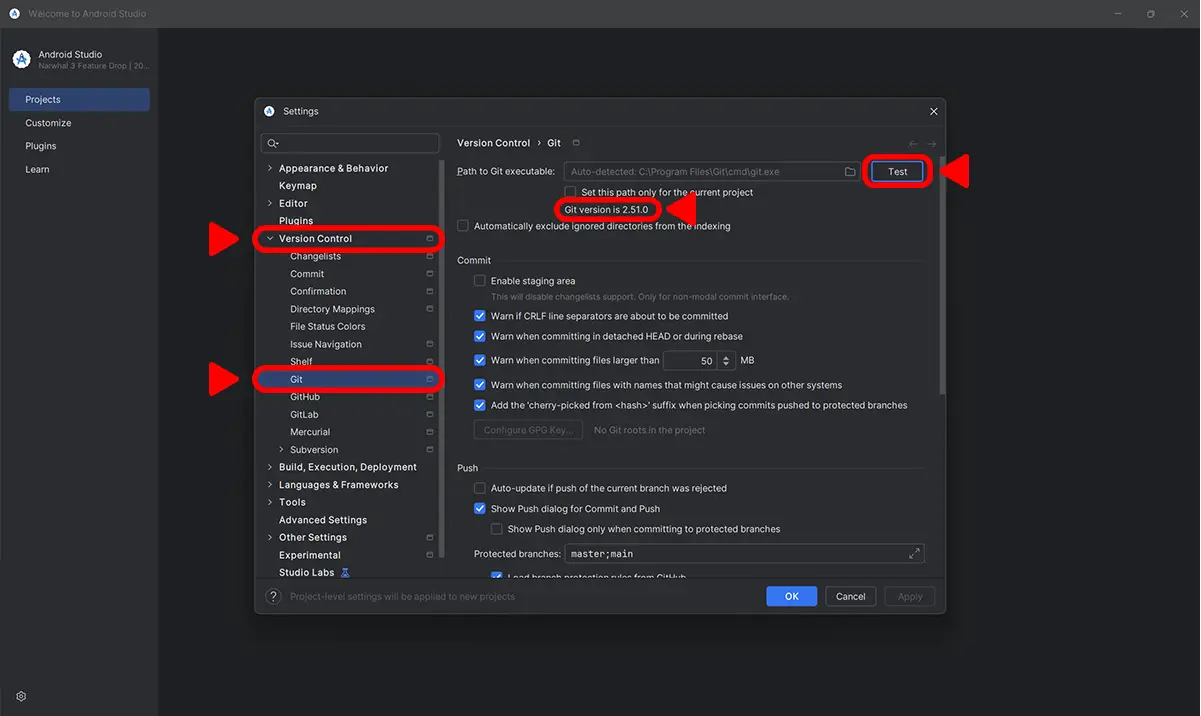 Welcome to Android Studio
Android Studio
Narwhal 3 Feature Drop | 20...
Projects
Customize
Plugins
Learn
Settings
Appearance & Behavior
Keymap
Editor
Plugins
Version Control
Changelists
Commit
Confirmation
Directory Mappings
File Status Colors
Issue Navigation
Shelf
Git
GitHub
GitLab
Mercurial
Subversion
Build, Execution, Deployment
Languages & Frameworks
Tools
Advanced Settings
Other Settings
Experimental
Studio Labs
Version Control › Git
Path to Git executable: Auto-detected: C:\Program Files\Git\cmd\git.exe Test
Set this path only for the current project
Git version is 2.51.0
Automatically exclude ignored directories from the indexing
Commit
Enable staging area
This will disable changelists support. Only for non-modal commit interface.
Warn if CRLF line separators are about to be committed
Warn when committing in detached HEAD or during rebase
Warn when committing files larger than 50 MB
Warn when committing files with names that might cause issues on other systems
Add the 'cherry-picked from <hash>' suffix when picking commits pushed to protected branches
Configure GPG Key... No Git roots in the project
Push
Auto-update if push of the current branch was rejected
Show Push dialog for Commit and Push
Show Push dialog only when committing to protected branches
Protected branches: master;main
Load branch protection rules from GitHub
? Project-level settings will be applied to new projects
OK Cancel Apply